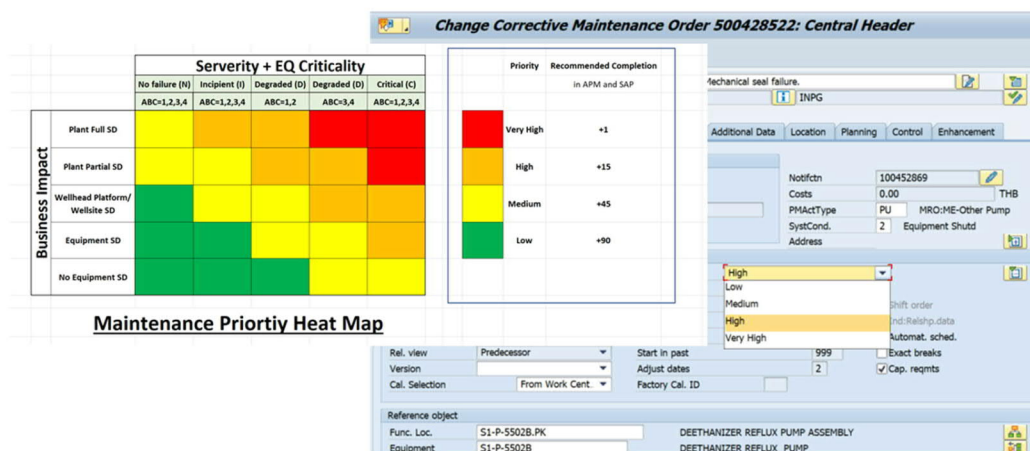 Change Corrective Maintenance Order 500428522: Central Header
Serverity + EQ Criticality
No failure (N) Incipient (I) Degraded (D) Degraded (D) Critical (C)
ABC=1,2,3,4 ABC=1,2,3,4 ABC=1,2 ABC=3,4 ABC=1,2,3,4
Business Impact
Plant Full SD
Plant Partial SD
Wellhead Platform/
Wellsite SD
Equipment SD
No Equipment SD
Maintenance Priortiy Heat Map
Priority Recommended Completion
in APM and SAP
Very High +1
High +15
Medium +45
Low +90
Mechanical seal failure.
INPG
Additional Data Location Planning Control Enhancement
Notifctn 100452869
Costs 0.00 THB
PMActType PU MRO:ME-Other Pump
SystCond. 2 Equipment Shutd
Address
High
Low
Medium
High
Very High
Shift order
Ind:Relshp.data
Automat. sched.
Rel. view Predecessor Start in past 999 Exact breaks
Version Adjust dates 2 Cap. reqmts
Cal. Selection From Work Cent. Factory Cal. ID
Reference object
Func. Loc. S1-P-5502B.PK DEETHANIZER REFLUX PUMP ASSEMBLY
Equipment S1-P-5502B DEETHANIZER REFLUX PUMP